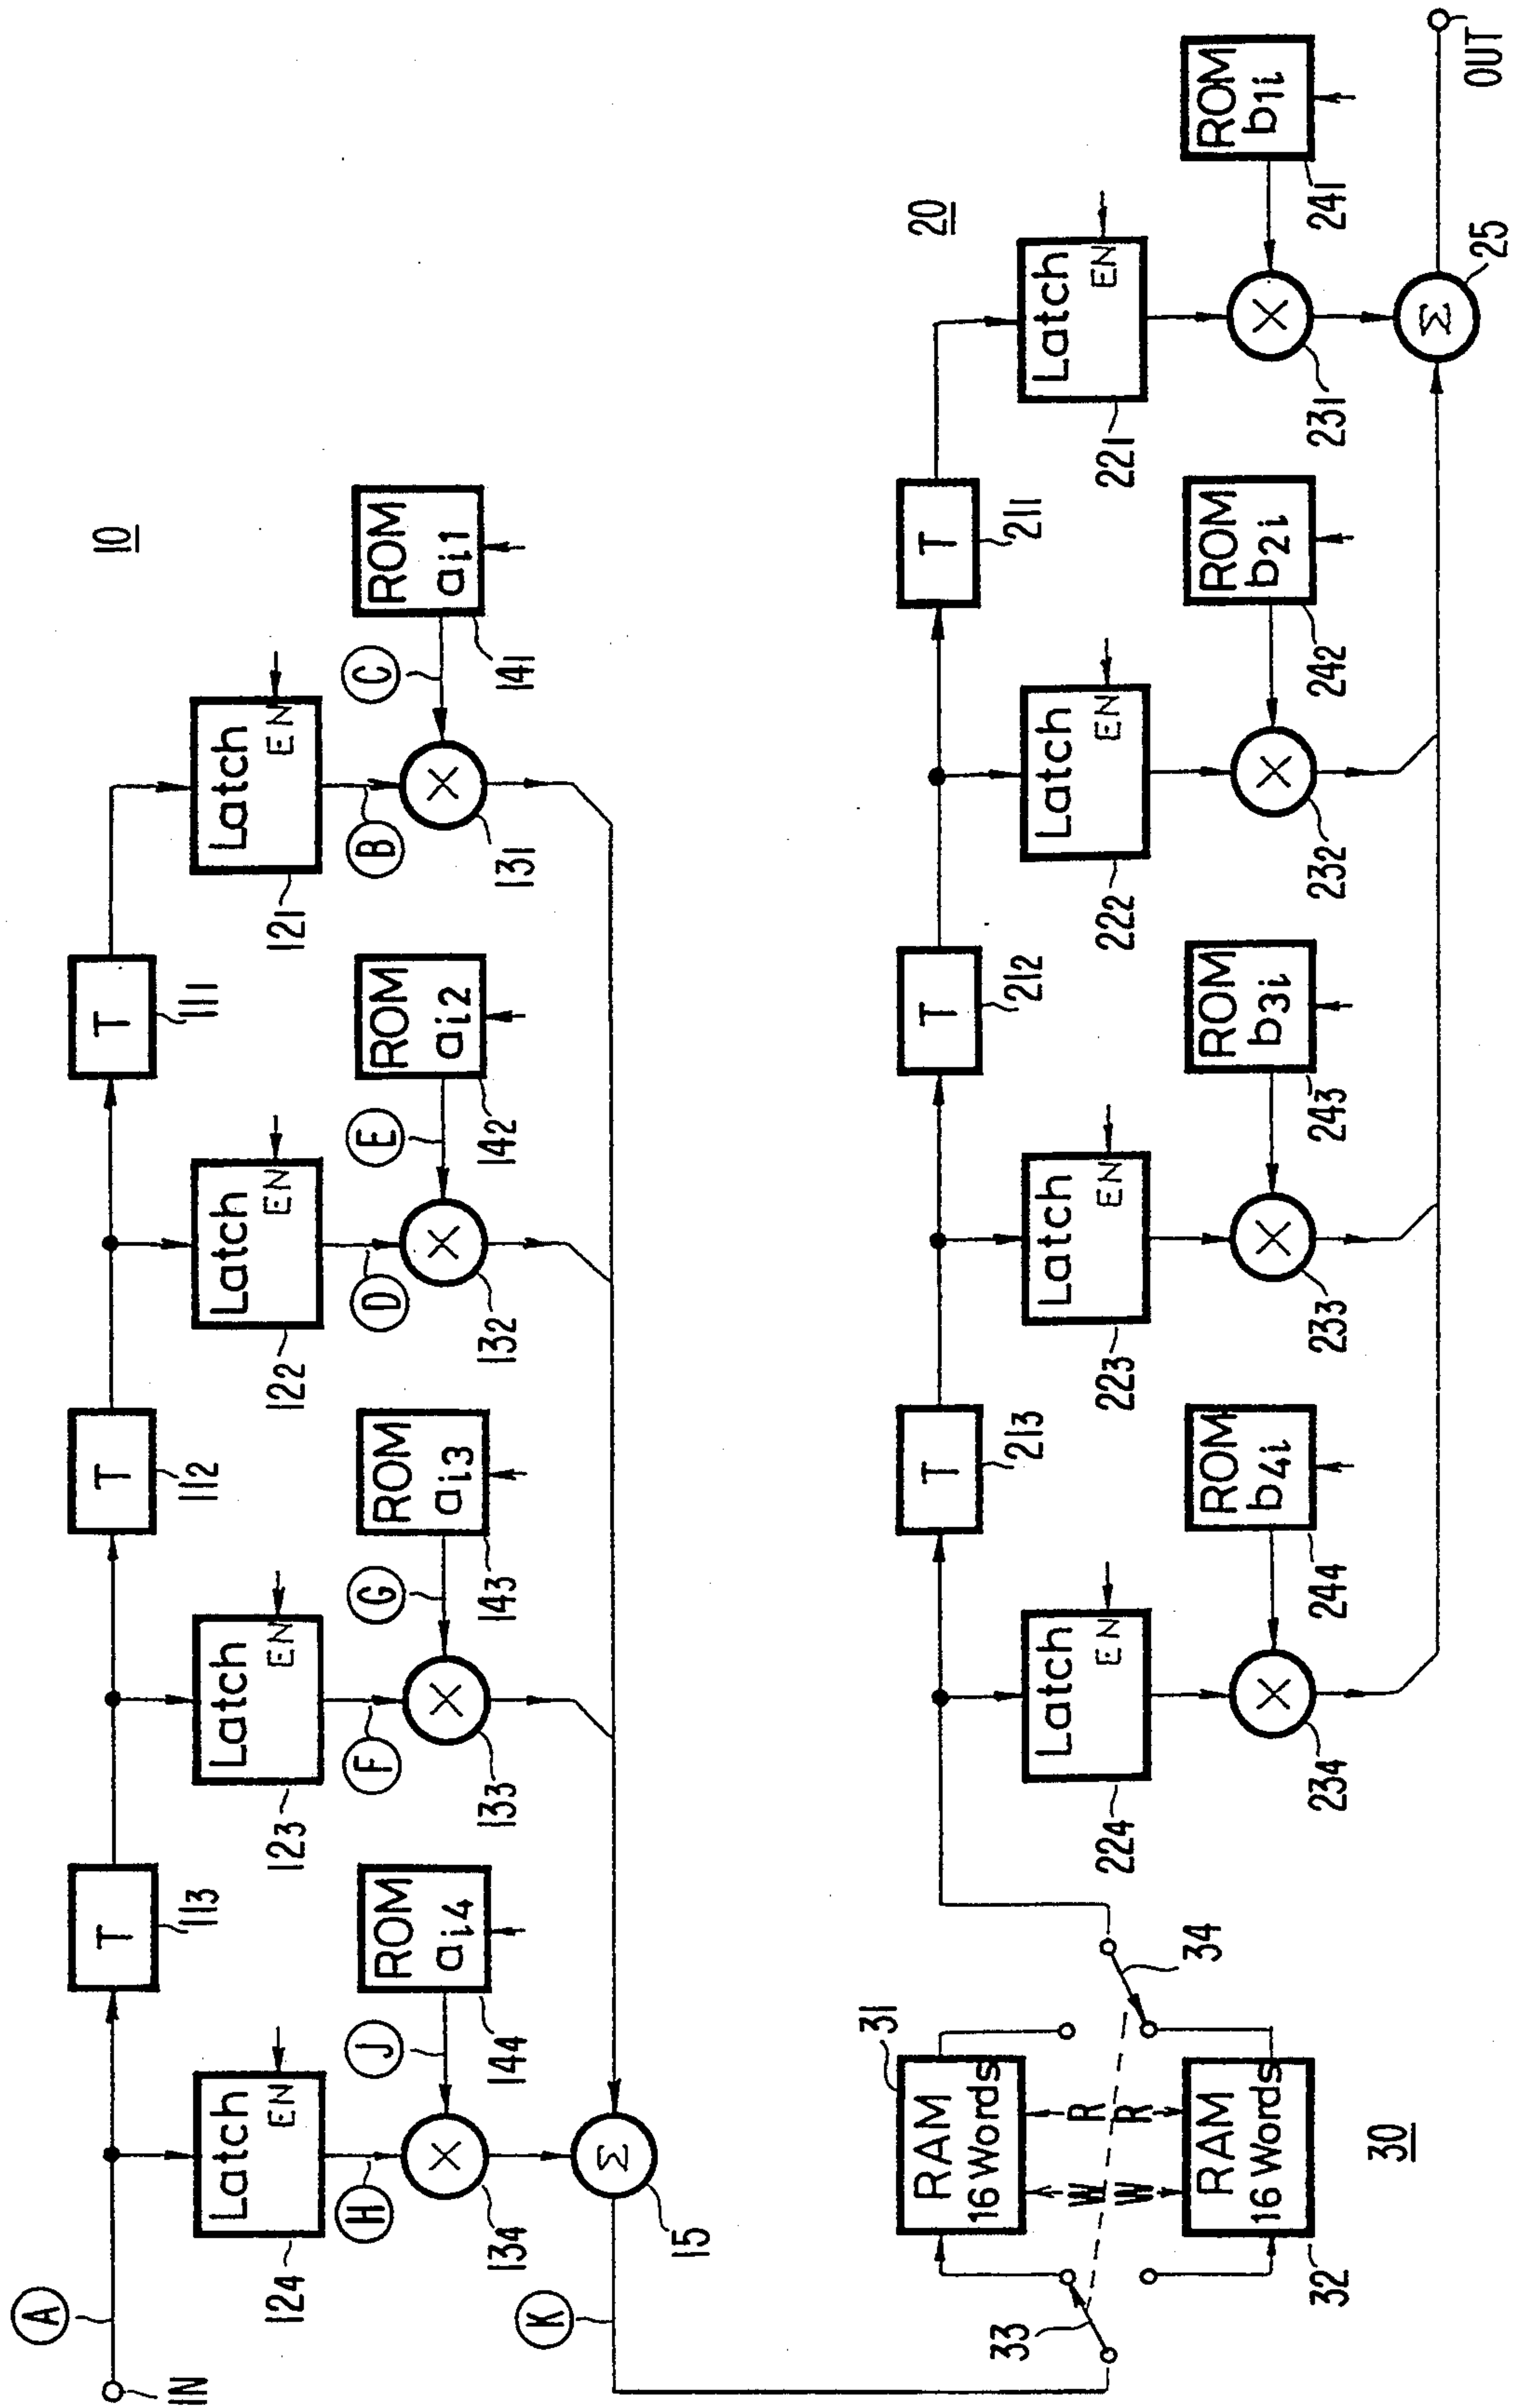 10
A
IN
T
113
T
112
T
111
Latch
EN
124
Latch
EN
123
Latch
EN
122
Latch
EN
121
H
F
D
B
ROM
ai4
144
J
ROM
ai3
143
G
ROM
ai2
142
E
ROM
ai1
141
C
×
134
×
133
×
132
×
131
Σ
15
K
20
T
213
T
212
T
211
Latch
EN
224
Latch
EN
223
Latch
EN
222
Latch
EN
221
ROM
b4i
244
ROM
b3i
243
ROM
b2i
242
ROM
b1i
241
×
234
×
233
×
232
×
231
Σ
25
OUT
30
31
RAM
16 Words
W R
W R
RAM
16 Words
32
33
34